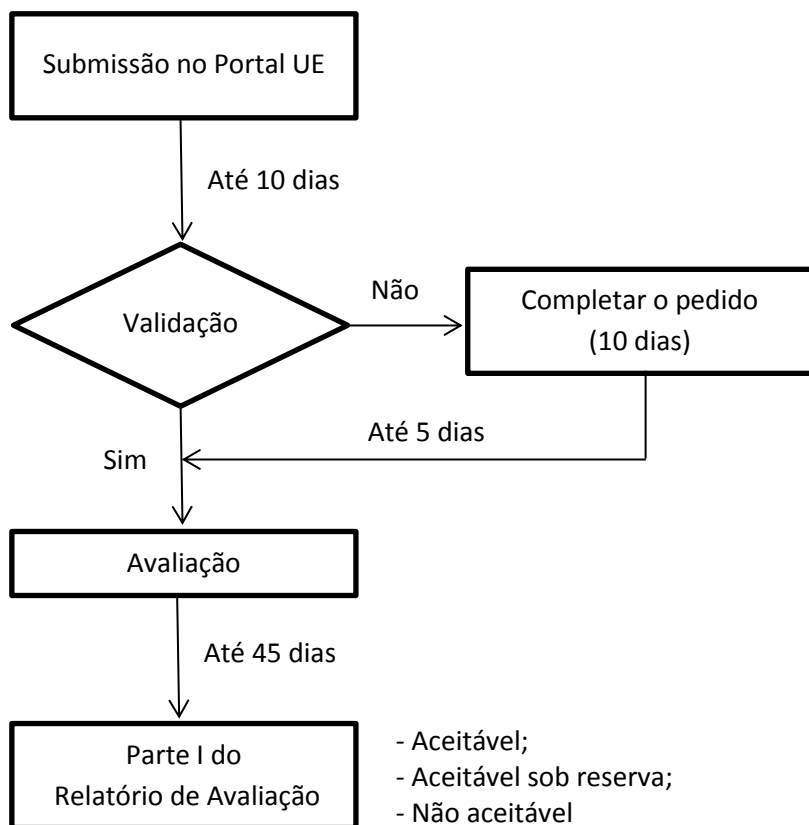 Submissão no Portal UE
Até 10 dias
Validação
Não
Completar o pedido
(10 dias)
Até 5 dias
Sim
Avaliação
Até 45 dias
Parte I do
Relatório de Avaliação
- Aceitável;
- Aceitável sob reserva;
- Não aceitável